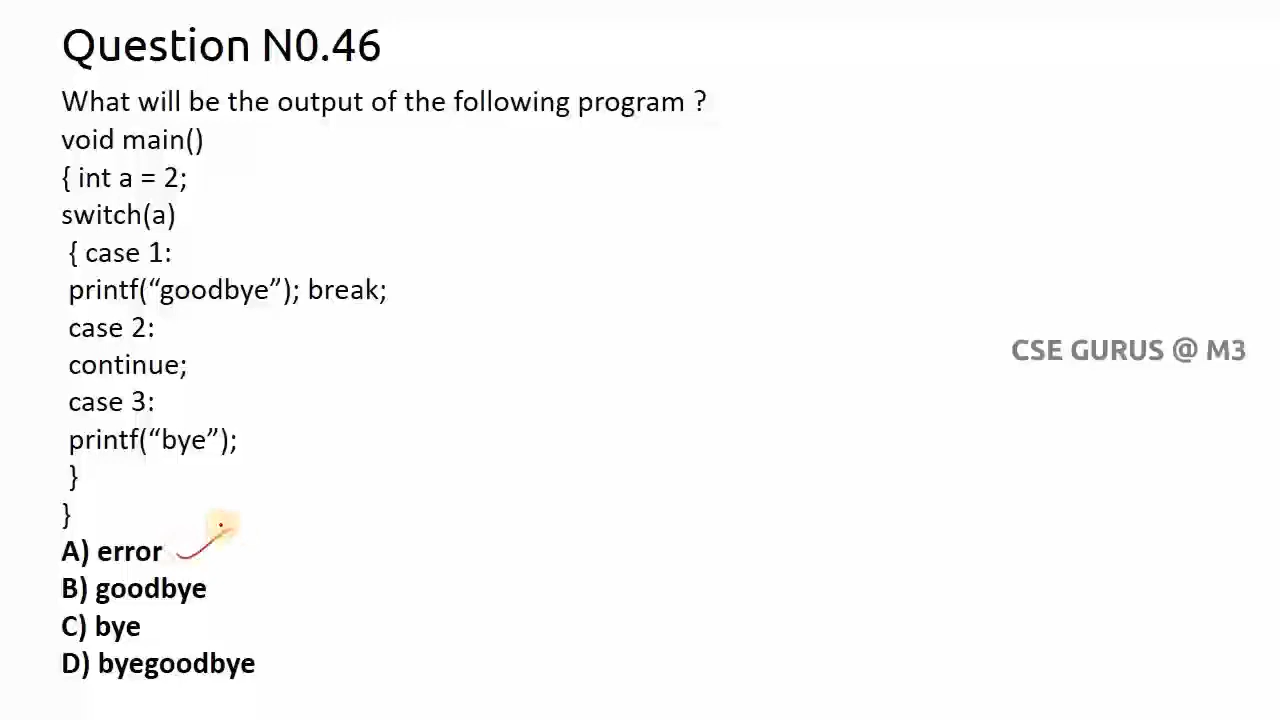 Question N0.46
What will be the output of the following program ?
void main()
{ int a = 2;
switch(a)
{ case 1:
printf(“goodbye”); break;
case 2:
continue;
CSE GURUS @ M3
case 3:
printf(“bye”);
}
}
A) error
B) goodbye
C) bye
D) byegoodbye